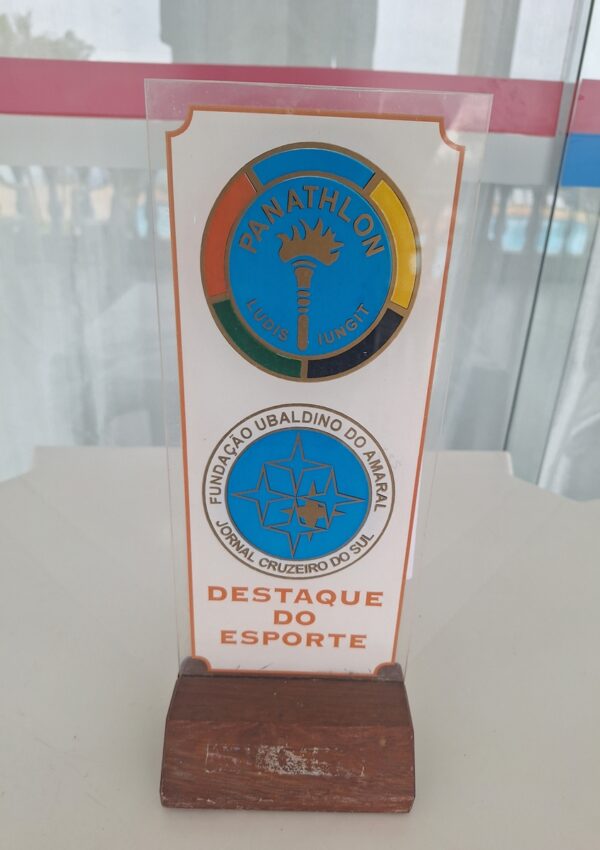 PANATHLON
LUDIS IUNGIT
FUNDAÇÃO UBALDINO DO AMARAL
JORNAL CRUZEIRO DO SUL
DESTAQUE
DO
ESPORTE